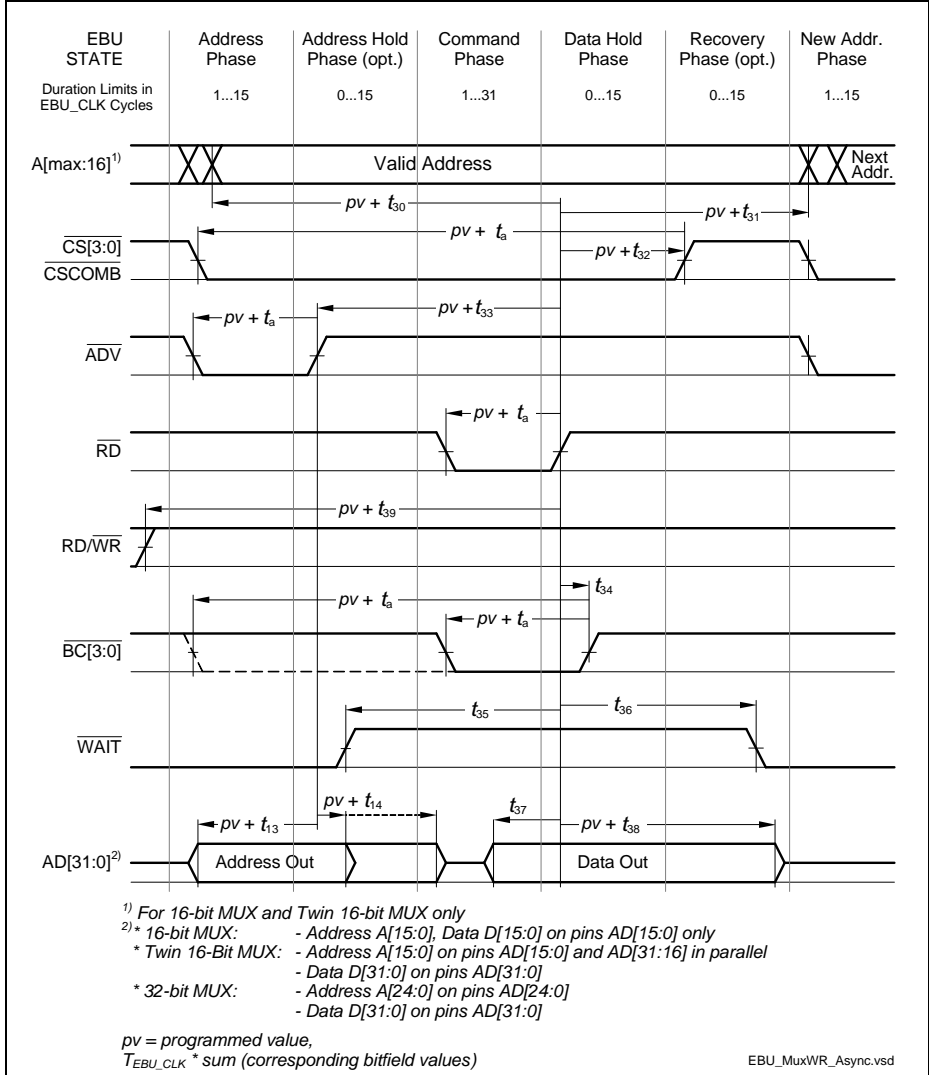 EBU STATE
Address Phase
Address Hold Phase (opt.)
Command Phase
Data Hold Phase
Recovery Phase (opt.)
New Addr. Phase
Duration Limits in EBU_CLK Cycles
1...15
0...15
1...31
0...15
0...15
1...15
A[max:16]1)
Valid Address
Next Addr.
pv + t30
pv + t31
CS[3:0]
CSCOMB
pv + ta
pv + t32
ADV
pv + ta
pv + t33
RD
pv + ta
RD/WR
pv + t39
BC[3:0]
t34
pv + ta
pv + ta
WAIT
t35
t36
AD[31:0]2)
pv + t13
pv + t14
t37
pv + t38
Address Out
Data Out
1) For 16-bit MUX and Twin 16-bit MUX only
2)* 16-bit MUX: - Address A[15:0], Data D[15:0] on pins AD[15:0] only
* Twin 16-Bit MUX: - Address A[15:0] on pins AD[15:0] and AD[31:16] in parallel
- Data D[31:0] on pins AD[31:0]
* 32-bit MUX: - Address A[24:0] on pins AD[24:0]
- Data D[31:0] on pins AD[31:0]
pv = programmed value,
TEBU_CLK * sum (corresponding bitfield values)
EBU_MuxWR_Async.vsd